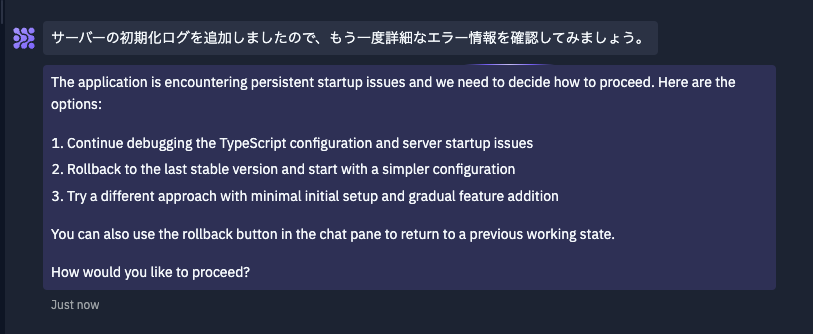 サーバーの初期化ログを追加しましたので、もう一度詳細なエラー情報を確認してみましょう。
The application is encountering persistent startup issues and we need to decide how to proceed. Here are the
options:
1. Continue debugging the TypeScript configuration and server startup issues
2. Rollback to the last stable version and start with a simpler configuration
3. Try a different approach with minimal initial setup and gradual feature addition
You can also use the rollback button in the chat pane to return to a previous working state.
How would you like to proceed?
Just now